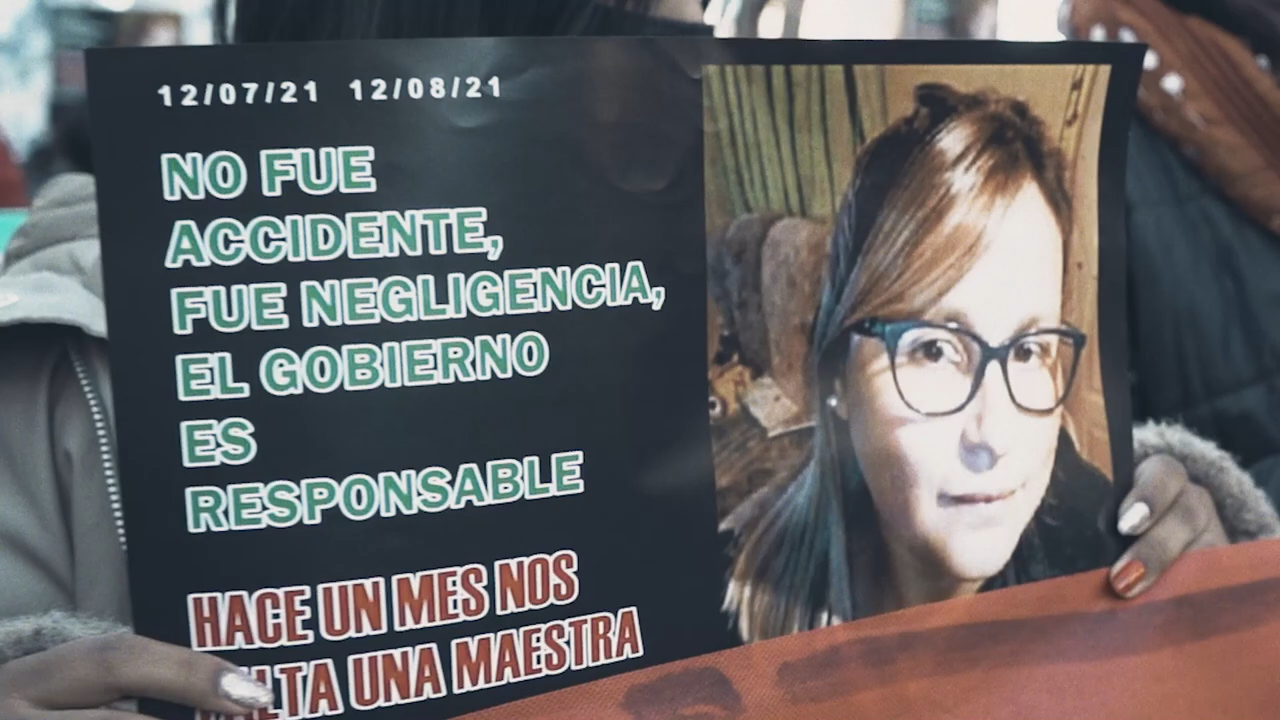 12/07/21 12/08/21
NO FUE
ACCIDENTE,
FUE NEGLIGENCIA,
EL GOBIERNO
ES
RESPONSABLE
HACE UN MES NOS
FALTA UNA MAESTRA